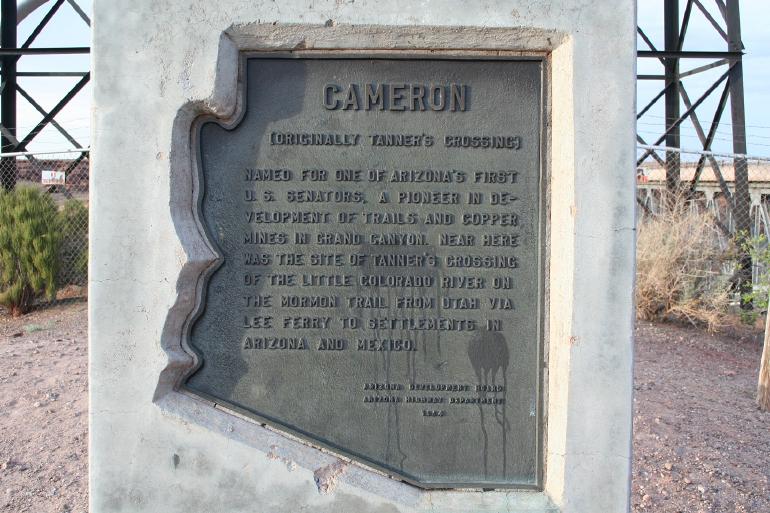 CAMERON
(ORIGINALLY TANNER'S CROSSING)
NAMED FOR ONE OF ARIZONA'S FIRST
U. S. SENATORS, A PIONEER IN DE-
VELOPMENT OF TRAILS AND COPPER
MINES IN GRAND CANYON. NEAR HERE
WAS THE SITE OF TANNER'S CROSSING
OF THE LITTLE COLORADO RIVER ON
THE MORMON TRAIL FROM UTAH VIA
LEE FERRY TO SETTLEMENTS IN
ARIZONA AND MEXICO.
ARIZONA DEVELOPMENT BOARD
ARIZONA HIGHWAY DEPARTMENT